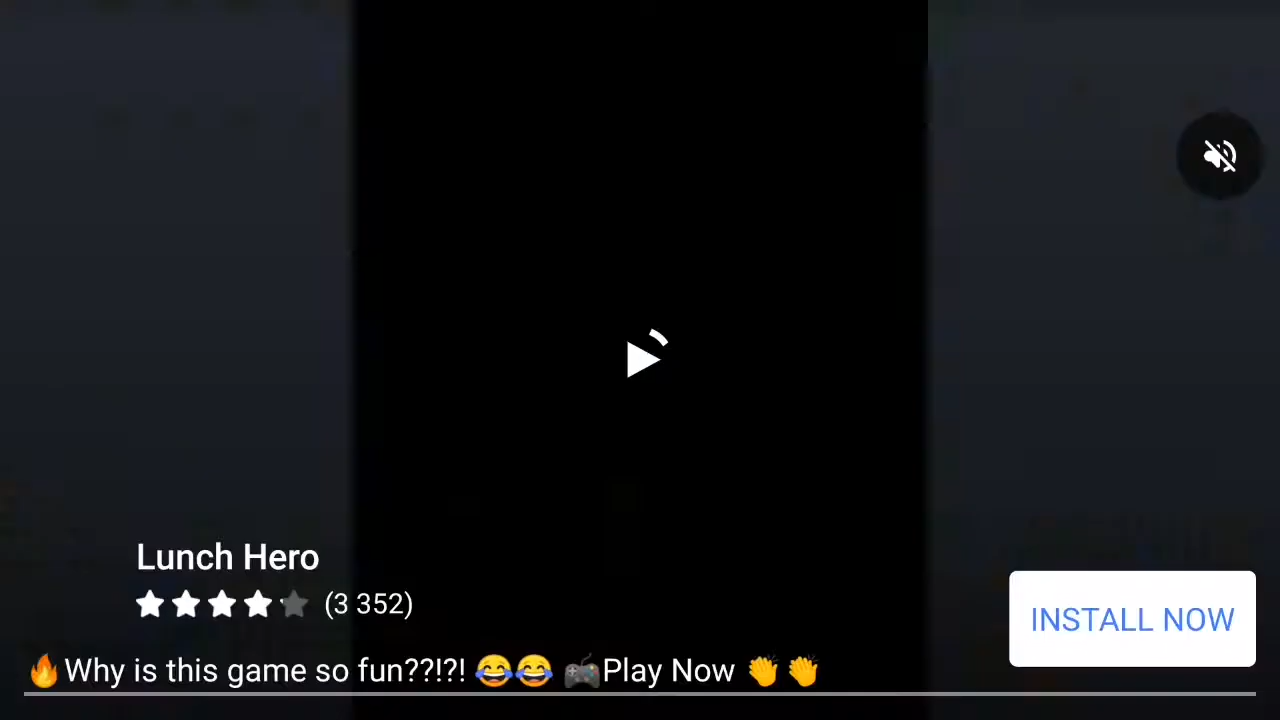 Lunch Hero
(3 352)
INSTALL NOW
🔥Why is this game so fun??!?! 😂😂 🎮Play Now 👏 👏